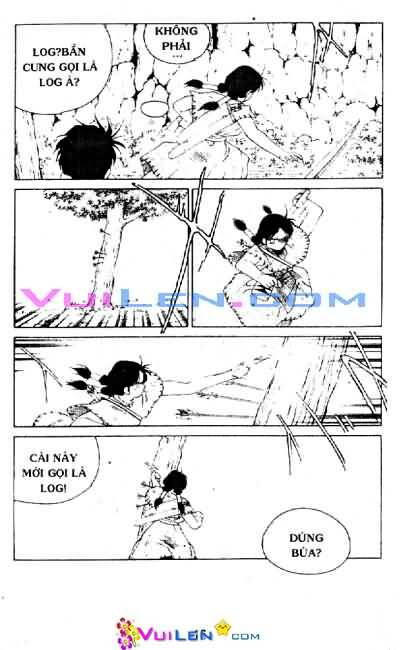 LOG?BẮN
CUNG GỌI LÀ
LOG À?
KHÔNG
PHẢI
VUILEN.COM
CÁI NÀY
MỚI GỌI LÀ
LOG!
DÙNG
BÙA?
VUILEN
.COM